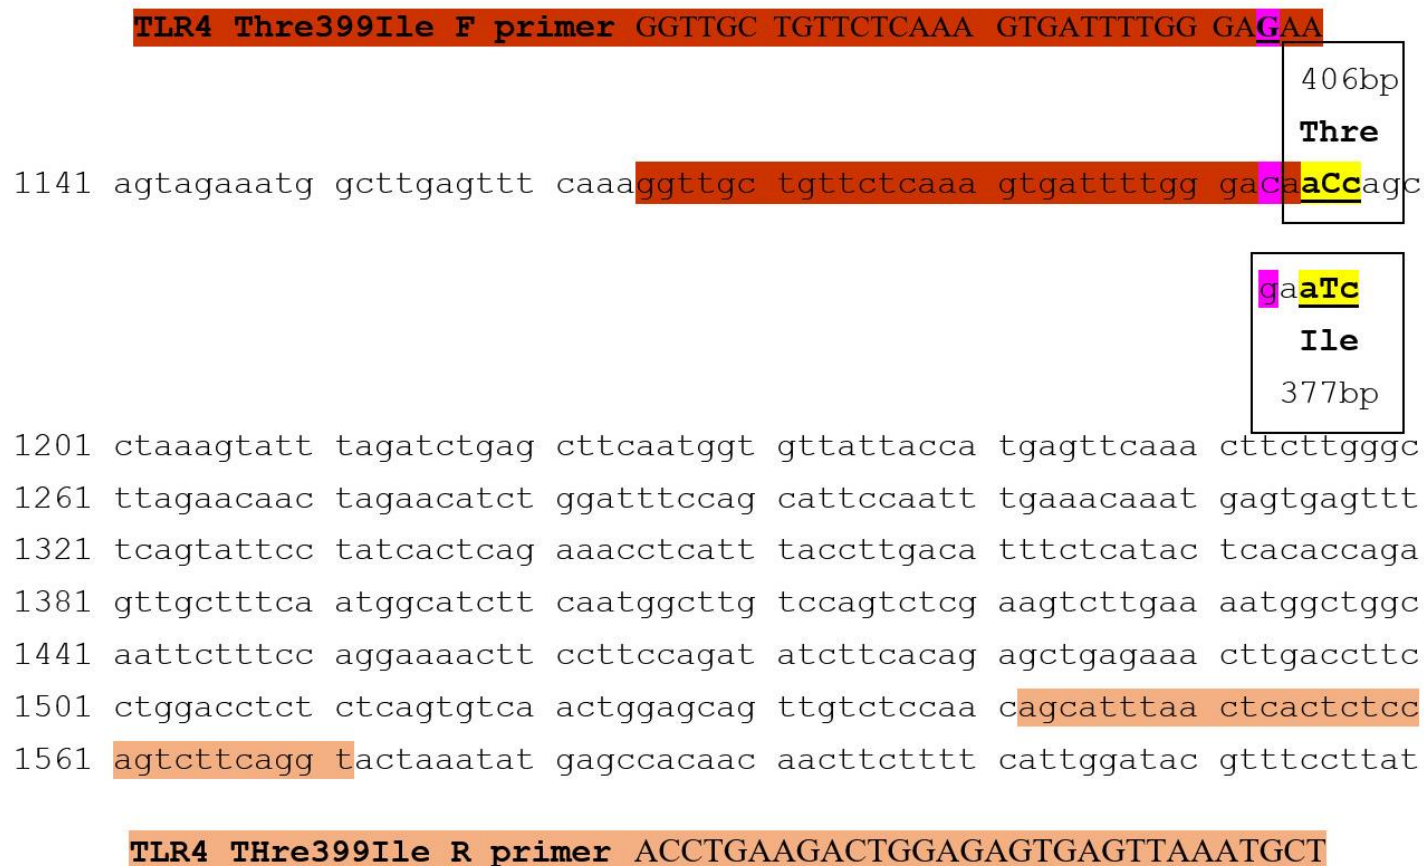 TLR4 Thre399Ile F primer GGTTGC TGTTCTCAAA GTGATTTTGG GAGAA
406bp
Thre
1141 agtagaaatg gcttgagttt caaaggttgc tgttctcaaa gtgattttgg gacaaCcagc
gaaTc
Ile
377bp
1201 ctaaagtatt tagatctgag cttcaatggt gttattacca tgagttcaaa cttcttgggc
1261 ttagaacaac tagaacatct ggatttccag cattccaatt tgaaacaaat gagtgagttt
1321 tcagtattcc tatcactcag aaacctcatt taccttgaca tttctcatac tcacaccaga
1381 gttgctttca atggcatctt caatggcttg tccagtctcg aagtcttgaa aatggctggc
1441 aattctttcc aggaaaactt ccttccagat atcttcacag agctgagaaa cttgaccttc
1501 ctggacctct ctcagtgtca actggagcag ttgtctccaa cagcatttaa ctcactctcc
1561 agtcttcagg tactaaatat gagccacaac aacttctttt cattggatac gtttccttat
TLR4 THre399Ile R primer ACCTGAAGACTGGAGAGTGAGTTAAATGCT